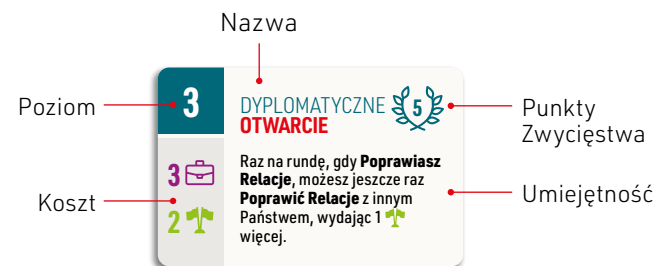 Nazwa
Poziom
3
DYPLOMATYCZNE
OTWARCIE
5
Punkty
Zwycięstwa
Koszt
3
2
Raz na rundę, gdy Poprawiasz
Relacje, możesz jeszcze raz
Poprawić Relacje z innym
Państwem, wydając 1
więcej.
Umiejętność